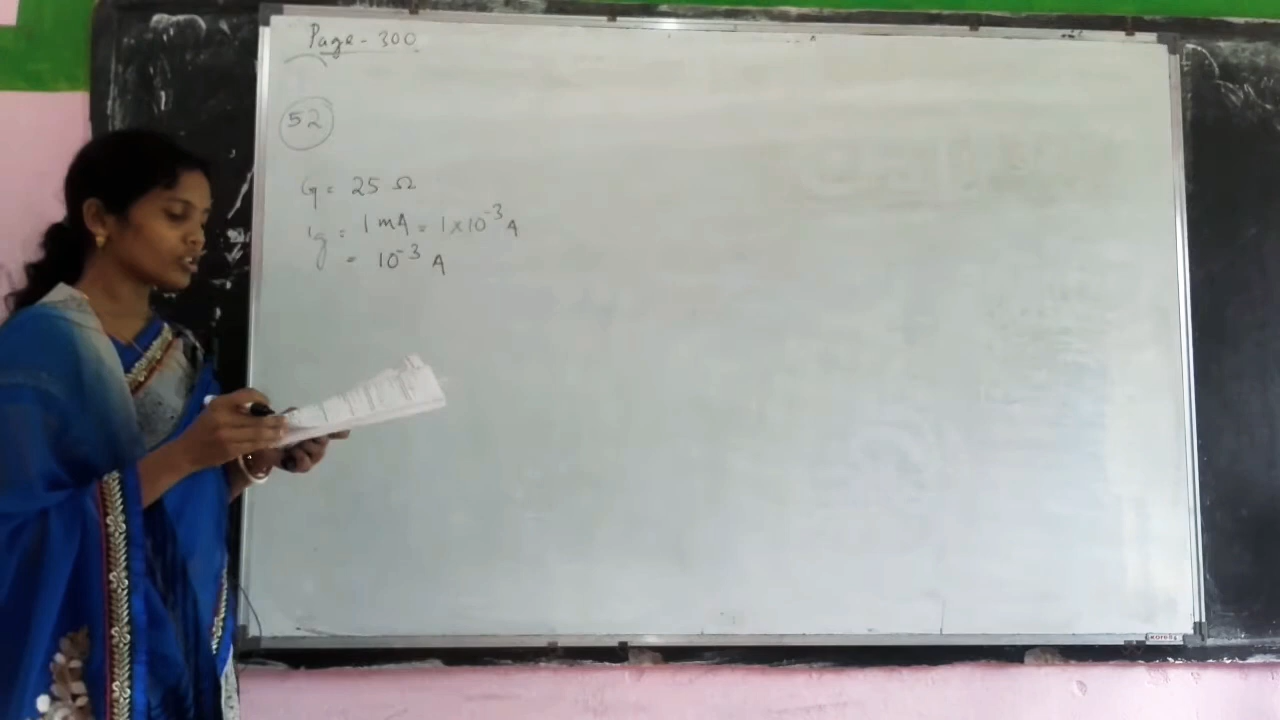 Page - 300
52
G = 25 Ω
ig = 1 mA = 1 x 10⁻³ A
= 10⁻³ A